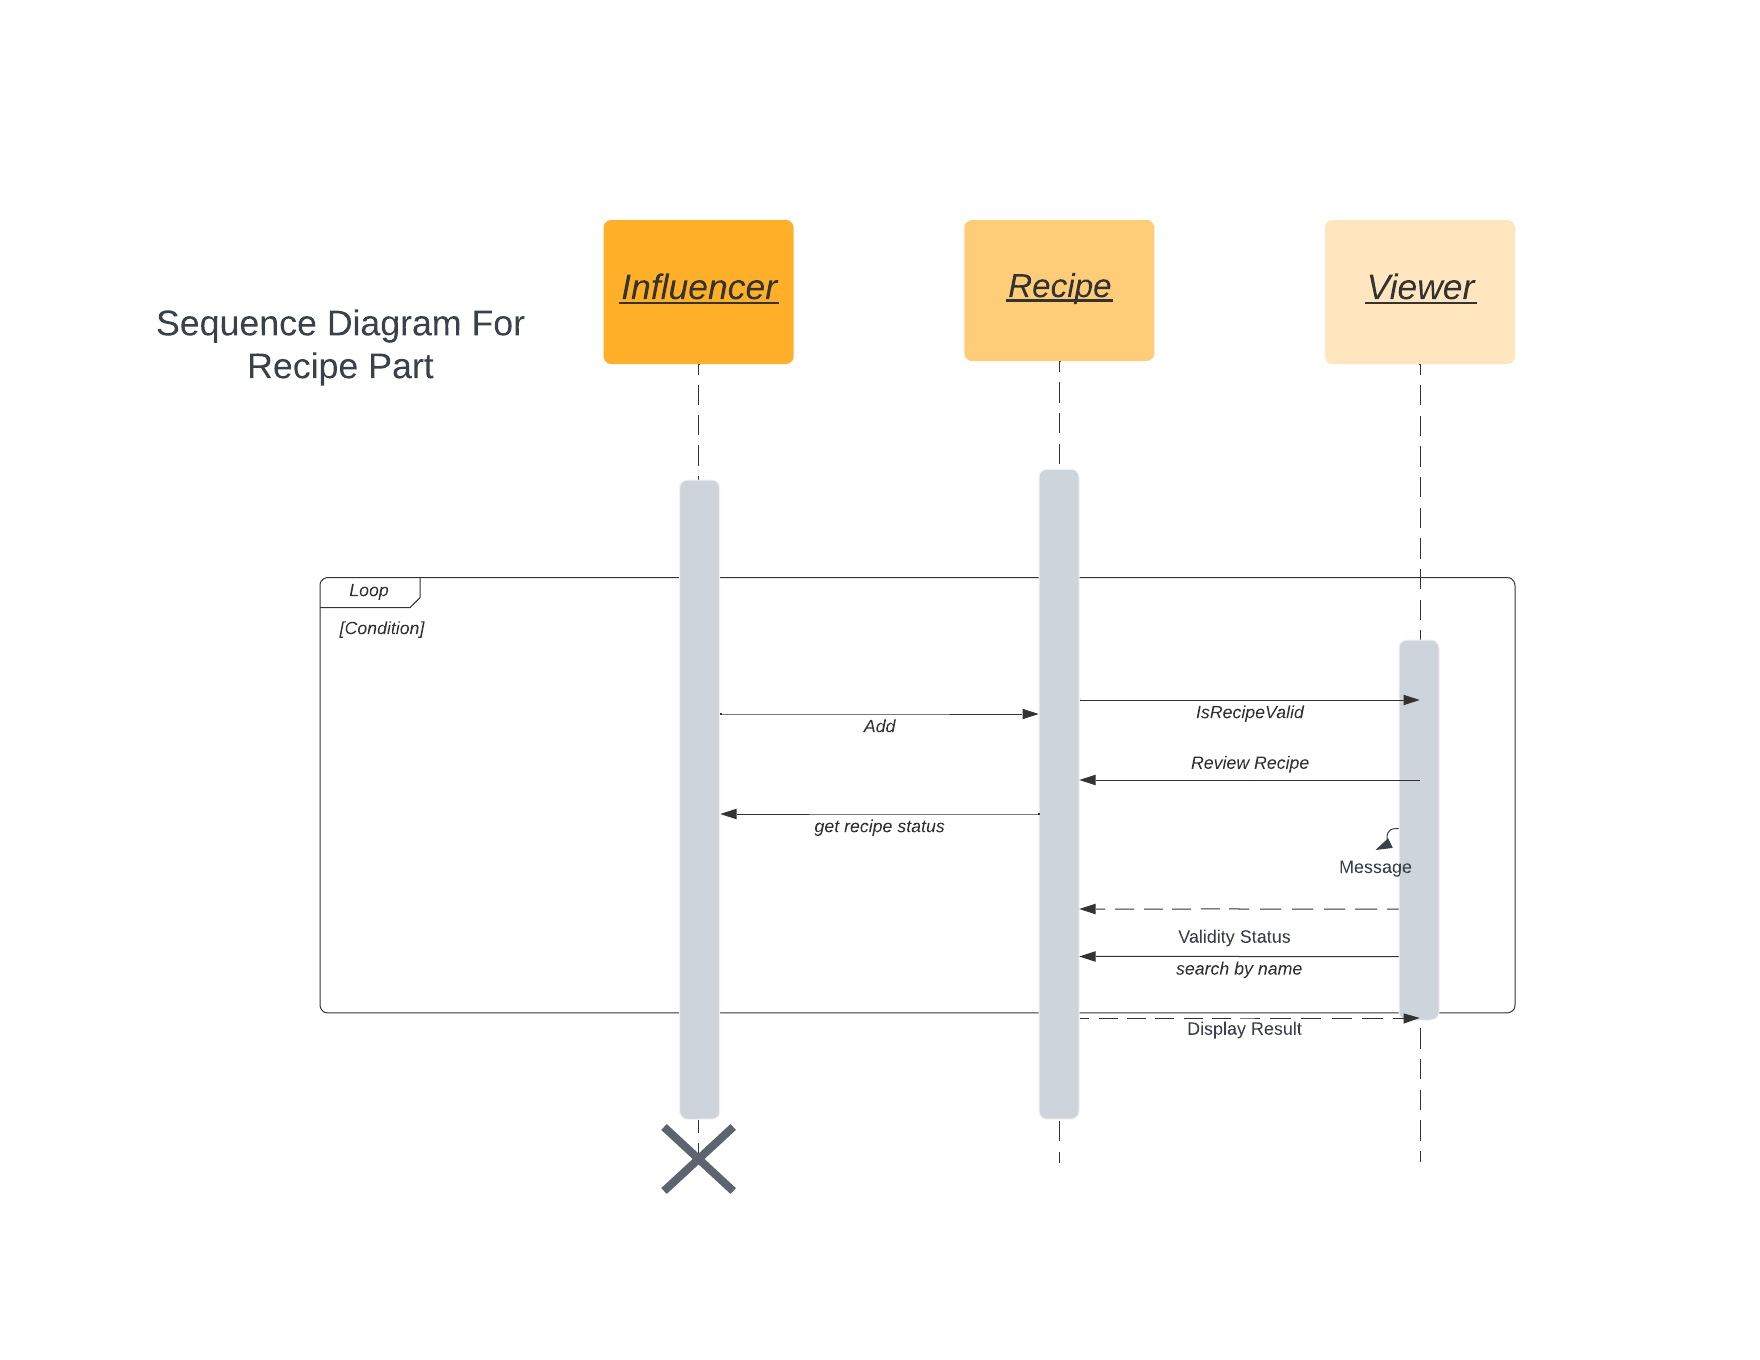 Influencer
Recipe
Viewer
Sequence Diagram For
Recipe Part
Loop
[Condition]
IsRecipeValid
Add
Review Recipe
get recipe status
Message
Validity Status
search by name
Display Result